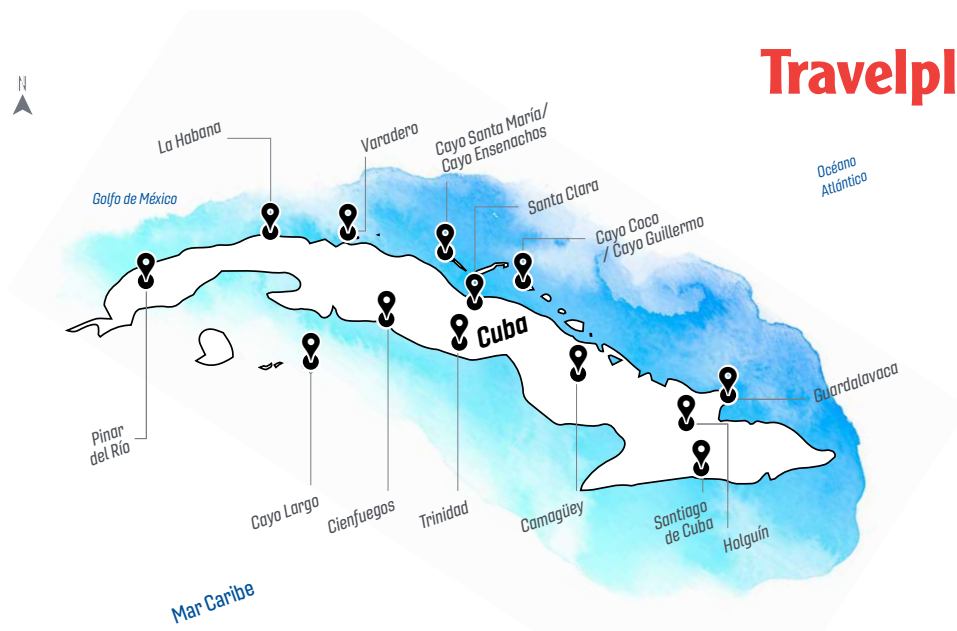 N
Travelpl
La Habana
Varadero
Cayo Santa María/
Cayo Ensenachos
Océano
Atlántico
Golfo de México
Santa Clara
Cayo Coco
/ Cayo Guillermo
Cuba
Guardalavaca
Pinar
del Río
Cayo Largo
Cienfuegos
Trinidad
Camagüey
Santiago
de Cuba
Holguín
Mar Caribe